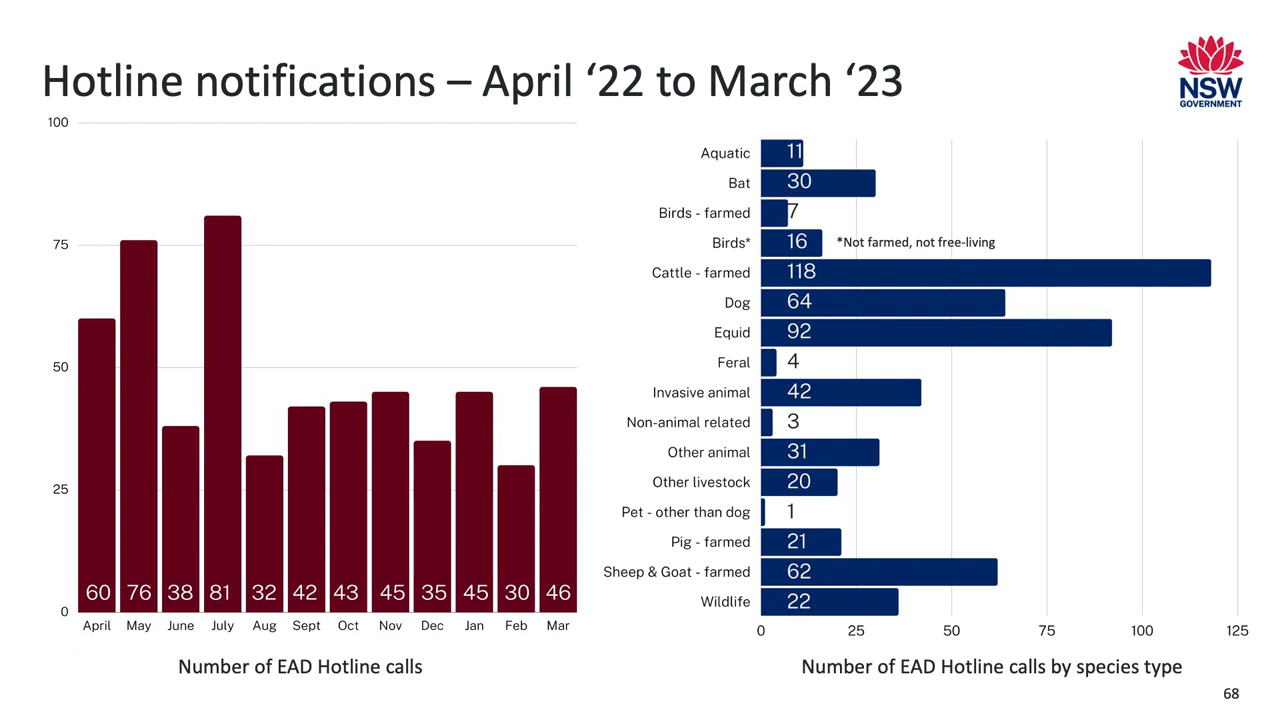 Hotline notifications – April ‘22 to March ‘23
NSW
GOVERNMENT
100
75
50
25
0
60 76 38 81 32 42 43 45 35 45 30 46
April May June July Aug Sept Oct Nov Dec Jan Feb Mar
Number of EAD Hotline calls
Aquatic 11
Bat 30
Birds - farmed 7
Birds* 16 *Not farmed, not free-living
Cattle - farmed 118
Dog 64
Equid 92
Feral 4
Invasive animal 42
Non-animal related 3
Other animal 31
Other livestock 20
Pet - other than dog 1
Pig - farmed 21
Sheep & Goat - farmed 62
Wildlife 22
0 25 50 75 100 125
Number of EAD Hotline calls by species type
68